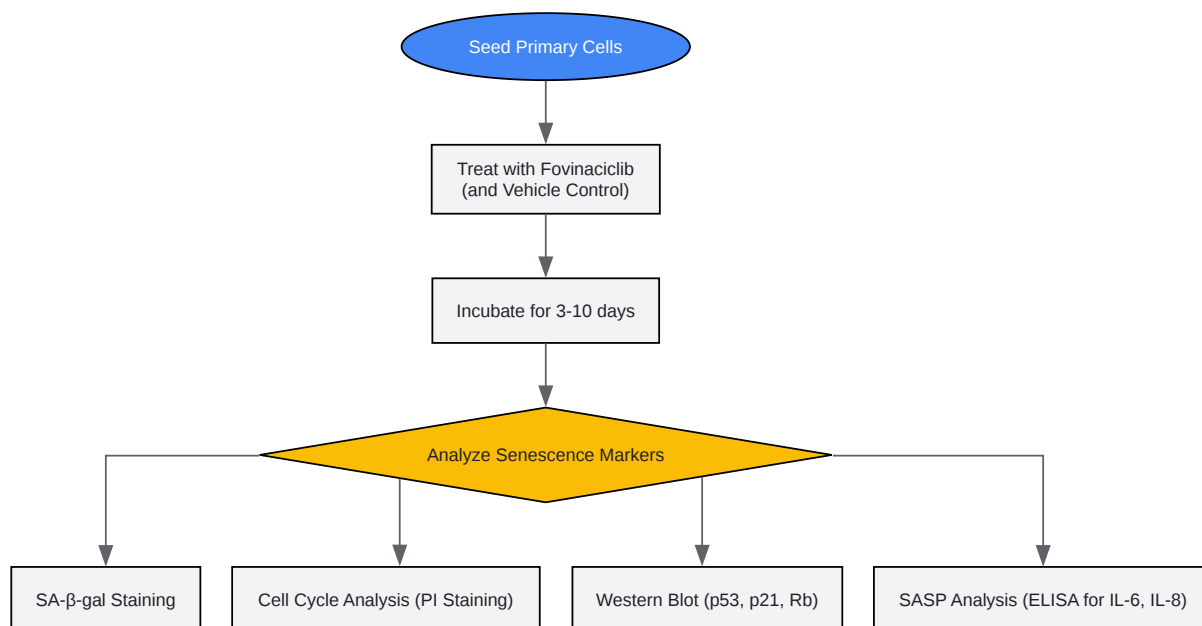 Seed Primary Cells
Treat with Fovinaciclib
(and Vehicle Control)
Incubate for 3-10 days
Analyze Senescence Markers
SA-β-gal Staining
Cell Cycle Analysis (PI Staining)
Western Blot (p53, p21, Rb)
SASP Analysis (ELISA for IL-6, IL-8)